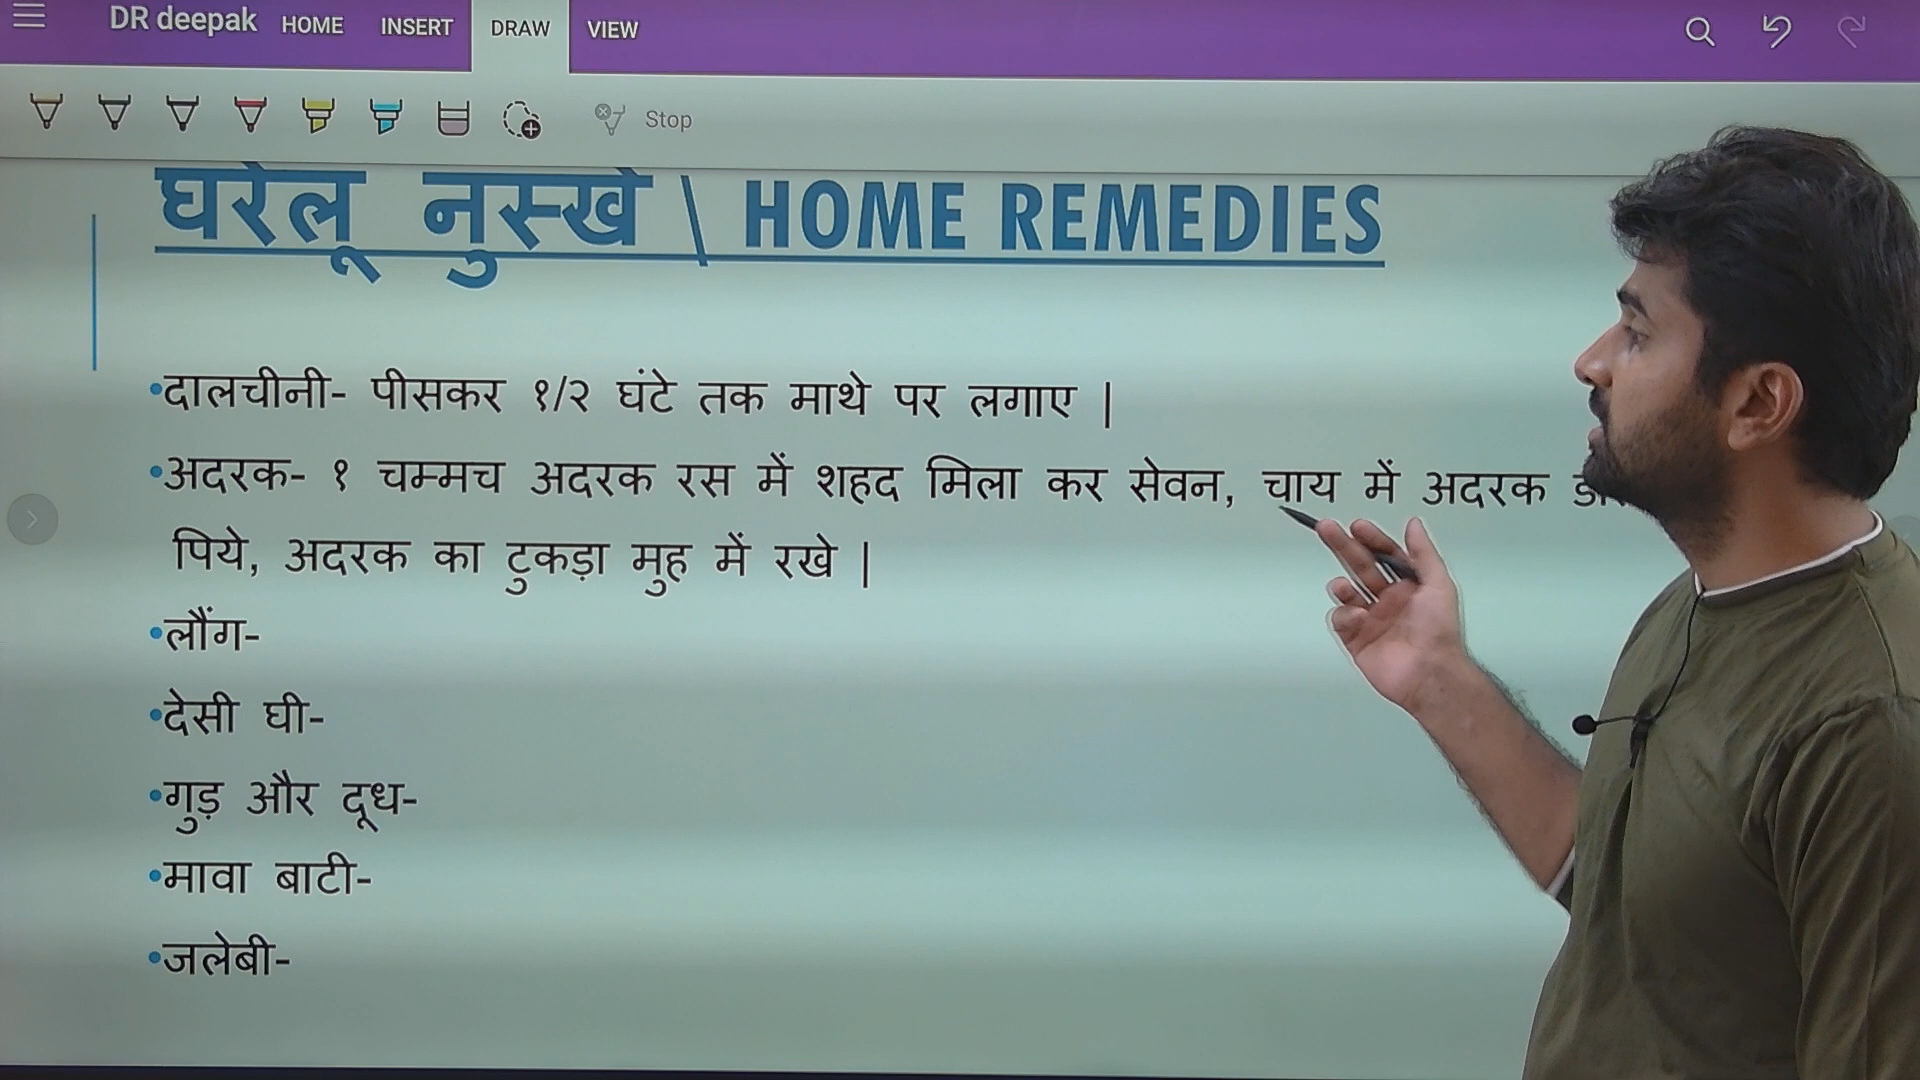 DR deepak HOME INSERT DRAW VIEW
Stop
घरेलू नुस्खे \ HOME REMEDIES
•दालचीनी- पीसकर १/२ घंटे तक माथे पर लगाए |
•अदरक- १ चम्मच अदरक रस में शहद मिला कर सेवन, चाय में अदरक
पिये, अदरक का टुकड़ा मुह में रखे |
•लौंग-
•देसी घी-
•गुड़ और दूध-
•मावा बाटी-
•जलेबी-